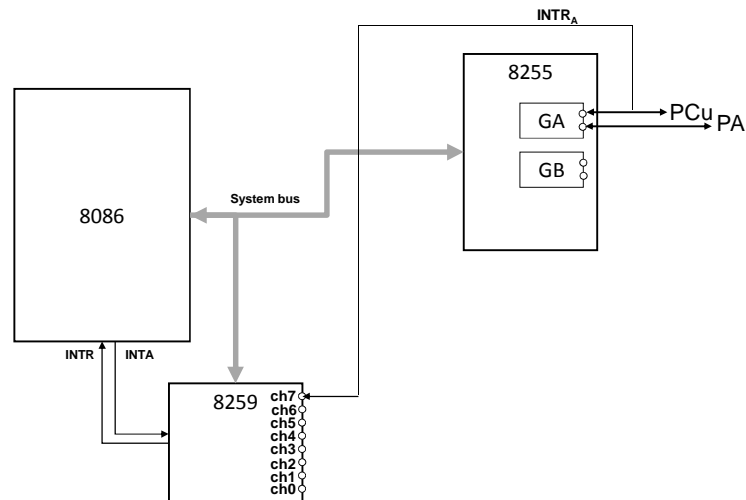 INTRA
8255
GA
PCu
PA
GB
System bus
8086
INTR
INTA
8259
ch7
ch6
ch5
ch4
ch3
ch2
ch1
ch0